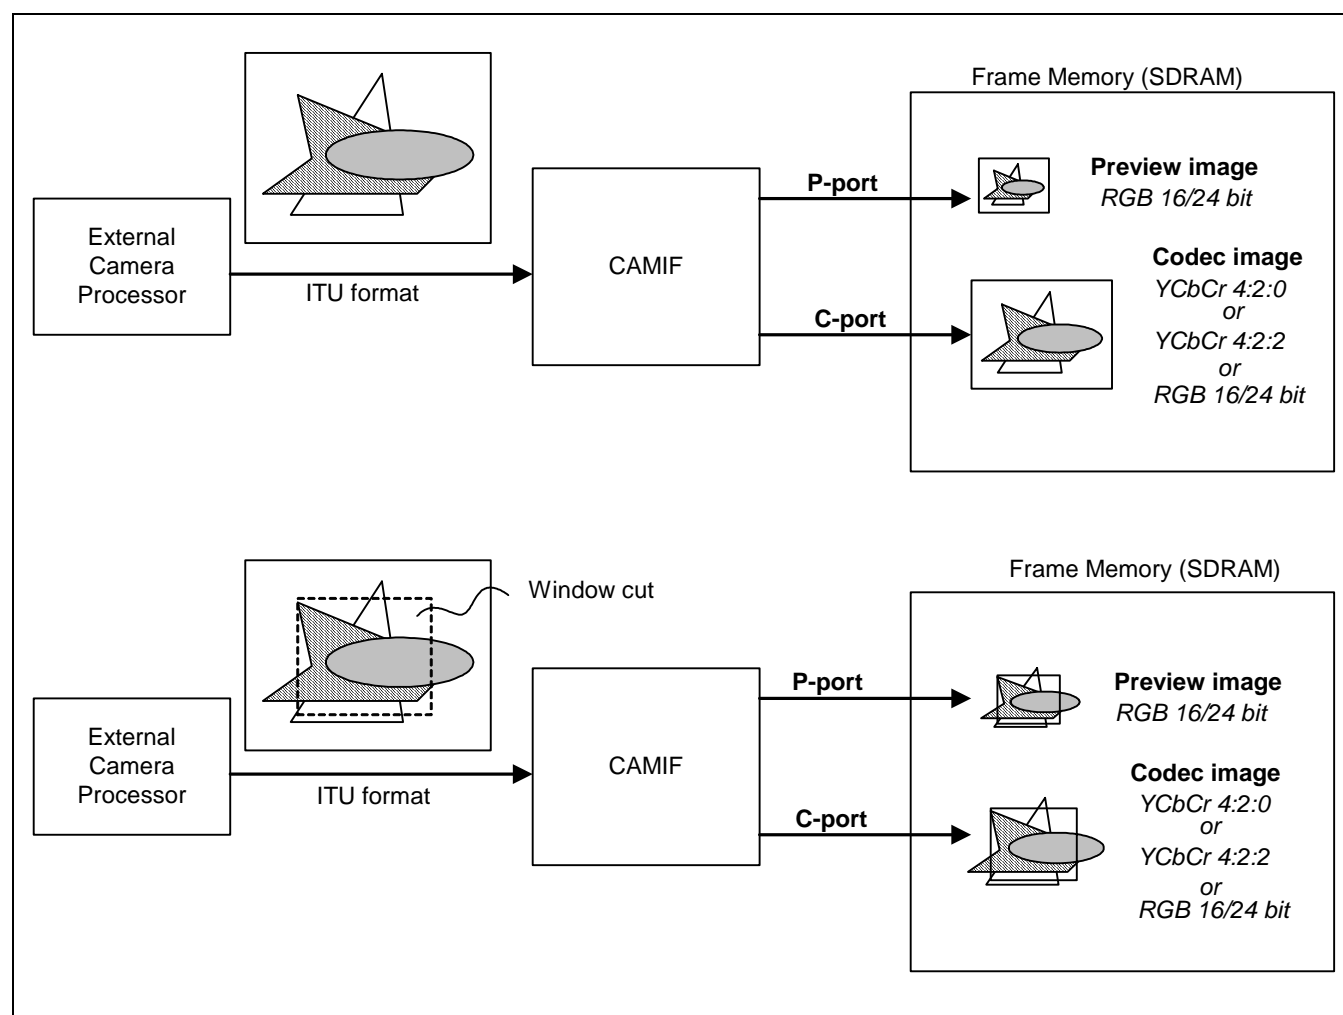 Frame Memory (SDRAM)
External
Camera
Processor
ITU format
CAMIF
P-port
C-port
Preview image
RGB 16/24 bit
Codec image
YCbCr 4:2:0
or
YCbCr 4:2:2
or
RGB 16/24 bit
Window cut
Frame Memory (SDRAM)
External
Camera
Processor
ITU format
CAMIF
P-port
C-port
Preview image
RGB 16/24 bit
Codec image
YCbCr 4:2:0
or
YCbCr 4:2:2
or
RGB 16/24 bit